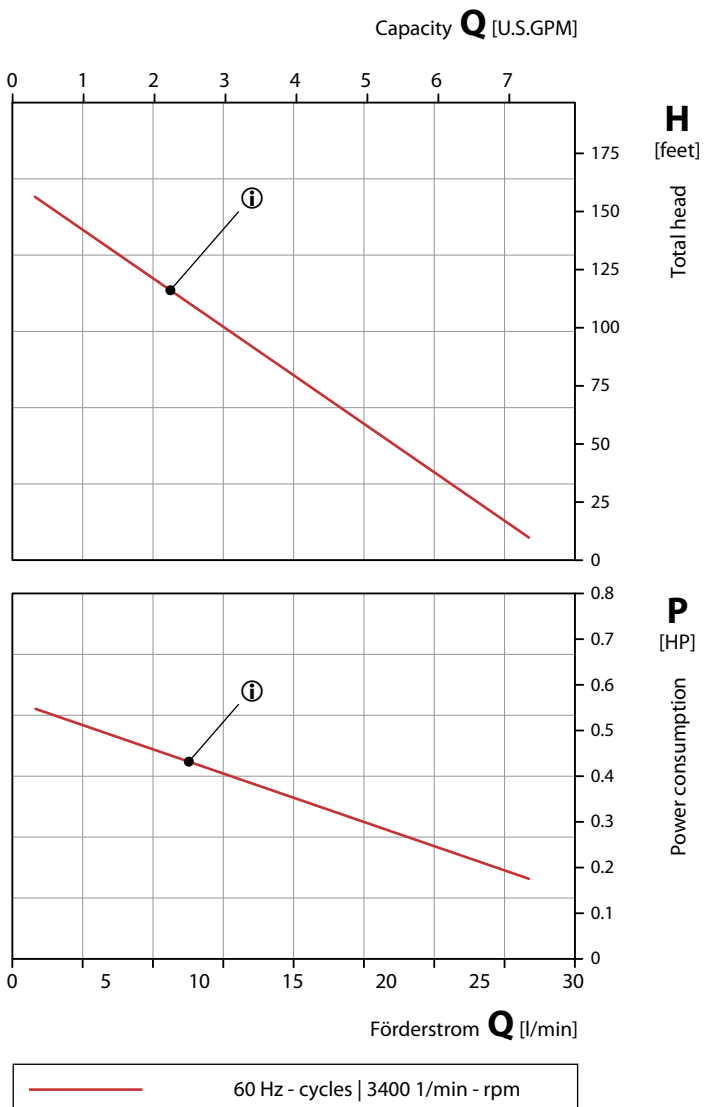 Capacity Q [U.S.GPM]
0 1 2 3 4 5 6 7
H
[feet]
Total head
175
150
125
100
75
50
25
0
i
P
[HP]
Power consumption
0.8
0.7
0.6
0.5
0.4
0.3
0.2
0.1
0
i
0 5 10 15 20 25 30
Förderstrom Q [l/min]
60 Hz - cycles | 3400 1/min - rpm